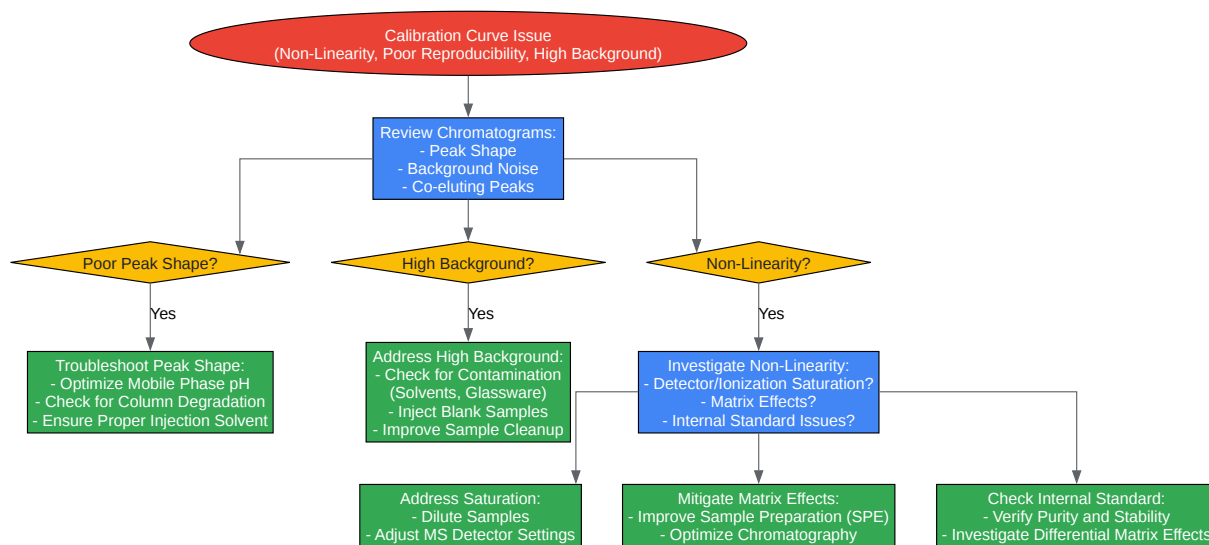 Calibration Curve Issue
(Non-Linearity, Poor Reproducibility, High Background)
Review Chromatograms:
- Peak Shape
- Background Noise
- Co-eluting Peaks
Poor Peak Shape?
High Background?
Non-Linearity?
Yes
Yes
Yes
Troubleshoot Peak Shape:
- Optimize Mobile Phase pH
- Check for Column Degradation
- Ensure Proper Injection Solvent
Address High Background:
- Check for Contamination
(Solvents, Glassware)
- Inject Blank Samples
- Improve Sample Cleanup
Investigate Non-Linearity:
- Detector/Ionization Saturation?
- Matrix Effects?
- Internal Standard Issues?
Address Saturation:
- Dilute Samples
- Adjust MS Detector Settings
Mitigate Matrix Effects:
- Improve Sample Preparation (SPE)
- Optimize Chromatography
Check Internal Standard:
- Verify Purity and Stability
- Investigate Differential Matrix Effects